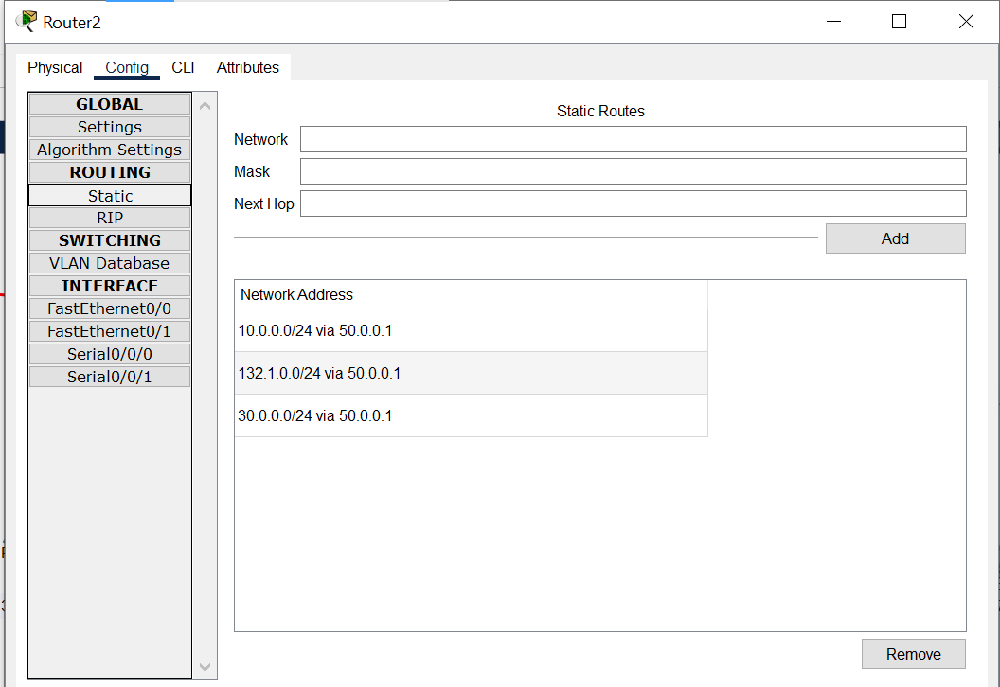 Router2
Physical Config CLI Attributes
GLOBAL
Settings
Algorithm Settings
ROUTING
Static
RIP
SWITCHING
VLAN Database
INTERFACE
FastEthernet0/0
FastEthernet0/1
Serial0/0/0
Serial0/0/1
Static Routes
Network
Mask
Next Hop
Add
Network Address
10.0.0.0/24 via 50.0.0.1
132.1.0.0/24 via 50.0.0.1
30.0.0.0/24 via 50.0.0.1
Remove